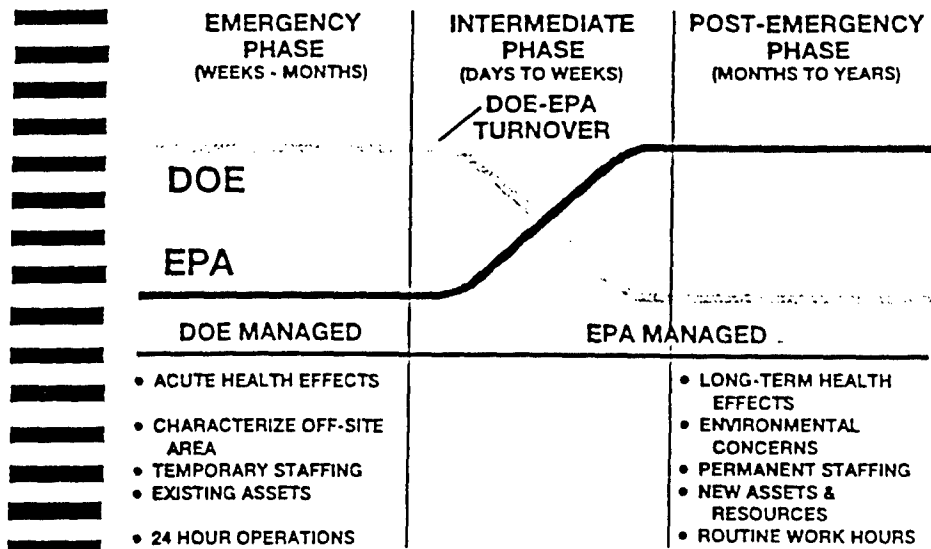 EMERGENCY
PHASE
(WEEKS - MONTHS)
INTERMEDIATE
PHASE
(DAYS TO WEEKS)
POST-EMERGENCY
PHASE
(MONTHS TO YEARS)
DOE-EPA
TURNOVER
DOE
EPA
DOE MANAGED
EPA MANAGED
• ACUTE HEALTH EFFECTS
• CHARACTERIZE OFF-SITE
AREA
• TEMPORARY STAFFING
• EXISTING ASSETS
• 24 HOUR OPERATIONS
• LONG-TERM HEALTH
EFFECTS
• ENVIRONMENTAL
CONCERNS
• PERMANENT STAFFING
• NEW ASSETS &
RESOURCES
• ROUTINE WORK HOURS